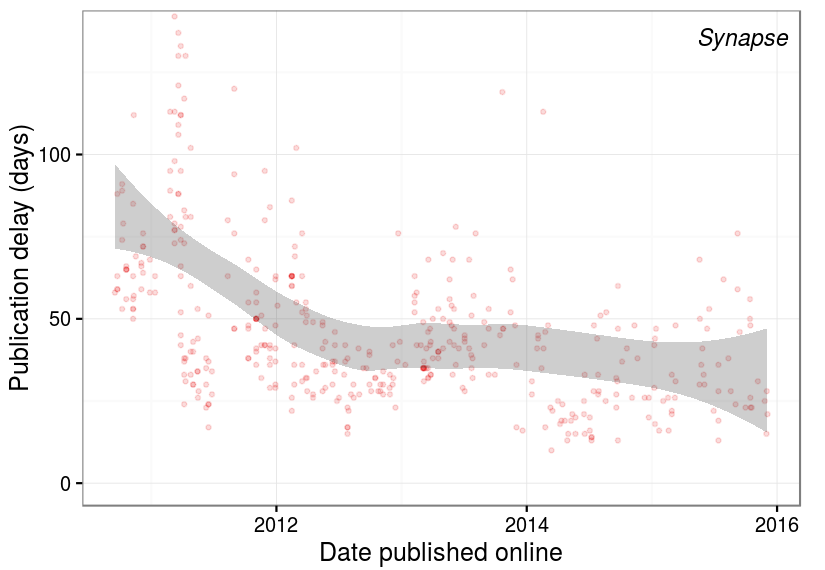 Synapse
Publication delay (days)
100
50
0
2012
2014
2016
Date published online